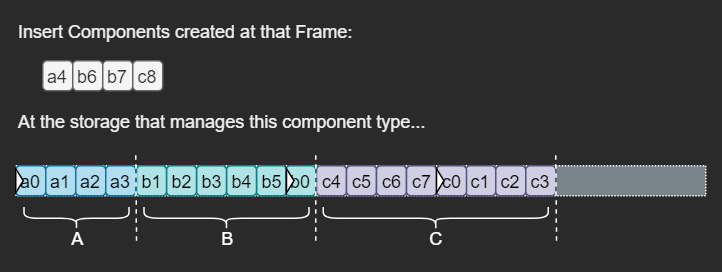 Insert Components created at that Frame:
a4 b6 b7 c8
At the storage that manages this component type...
a0 a1 a2 a3 b1 b2 b3 b4 b5 b0 c4 c5 c6 c7 c0 c1 c2 c3
A B C